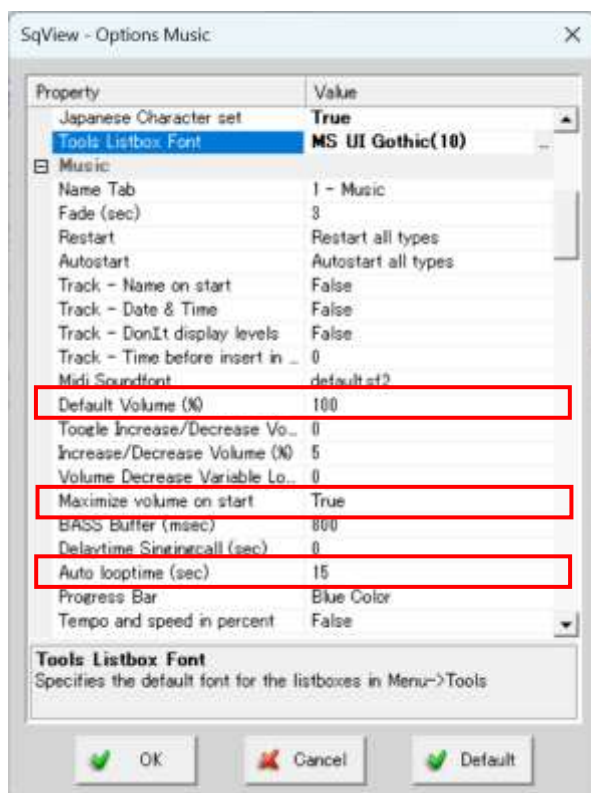 SqView - Options Music
Property Value
Japanese Character set True
Tools Listbox Font MS UI Gothic(10) ...
Music
Name Tab 1 - Music
Fade (sec) 3
Restart Restart all types
Autostart Autostart all types
Track - Name on start False
Track - Date & Time False
Track - DonIt display levels False
Track - Time before insert in ... 0
Midi Soundfont default.sf2
Default Volume (%) 100
Toogle Increase/Decrease Vo... 0
Increase/Decrease Volume (%) 5
Volume Decrease Variable Lo... 0
Maximize volume on start True
BASS Buffer (msec) 800
Delaytime Singingcall (sec) 0
Auto looptime (sec) 15
Progress Bar Blue Color
Tempo and speed in percent False
Tools Listbox Font
Specifies the default font for the listboxes in Menu->Tools
OK Cancel Default